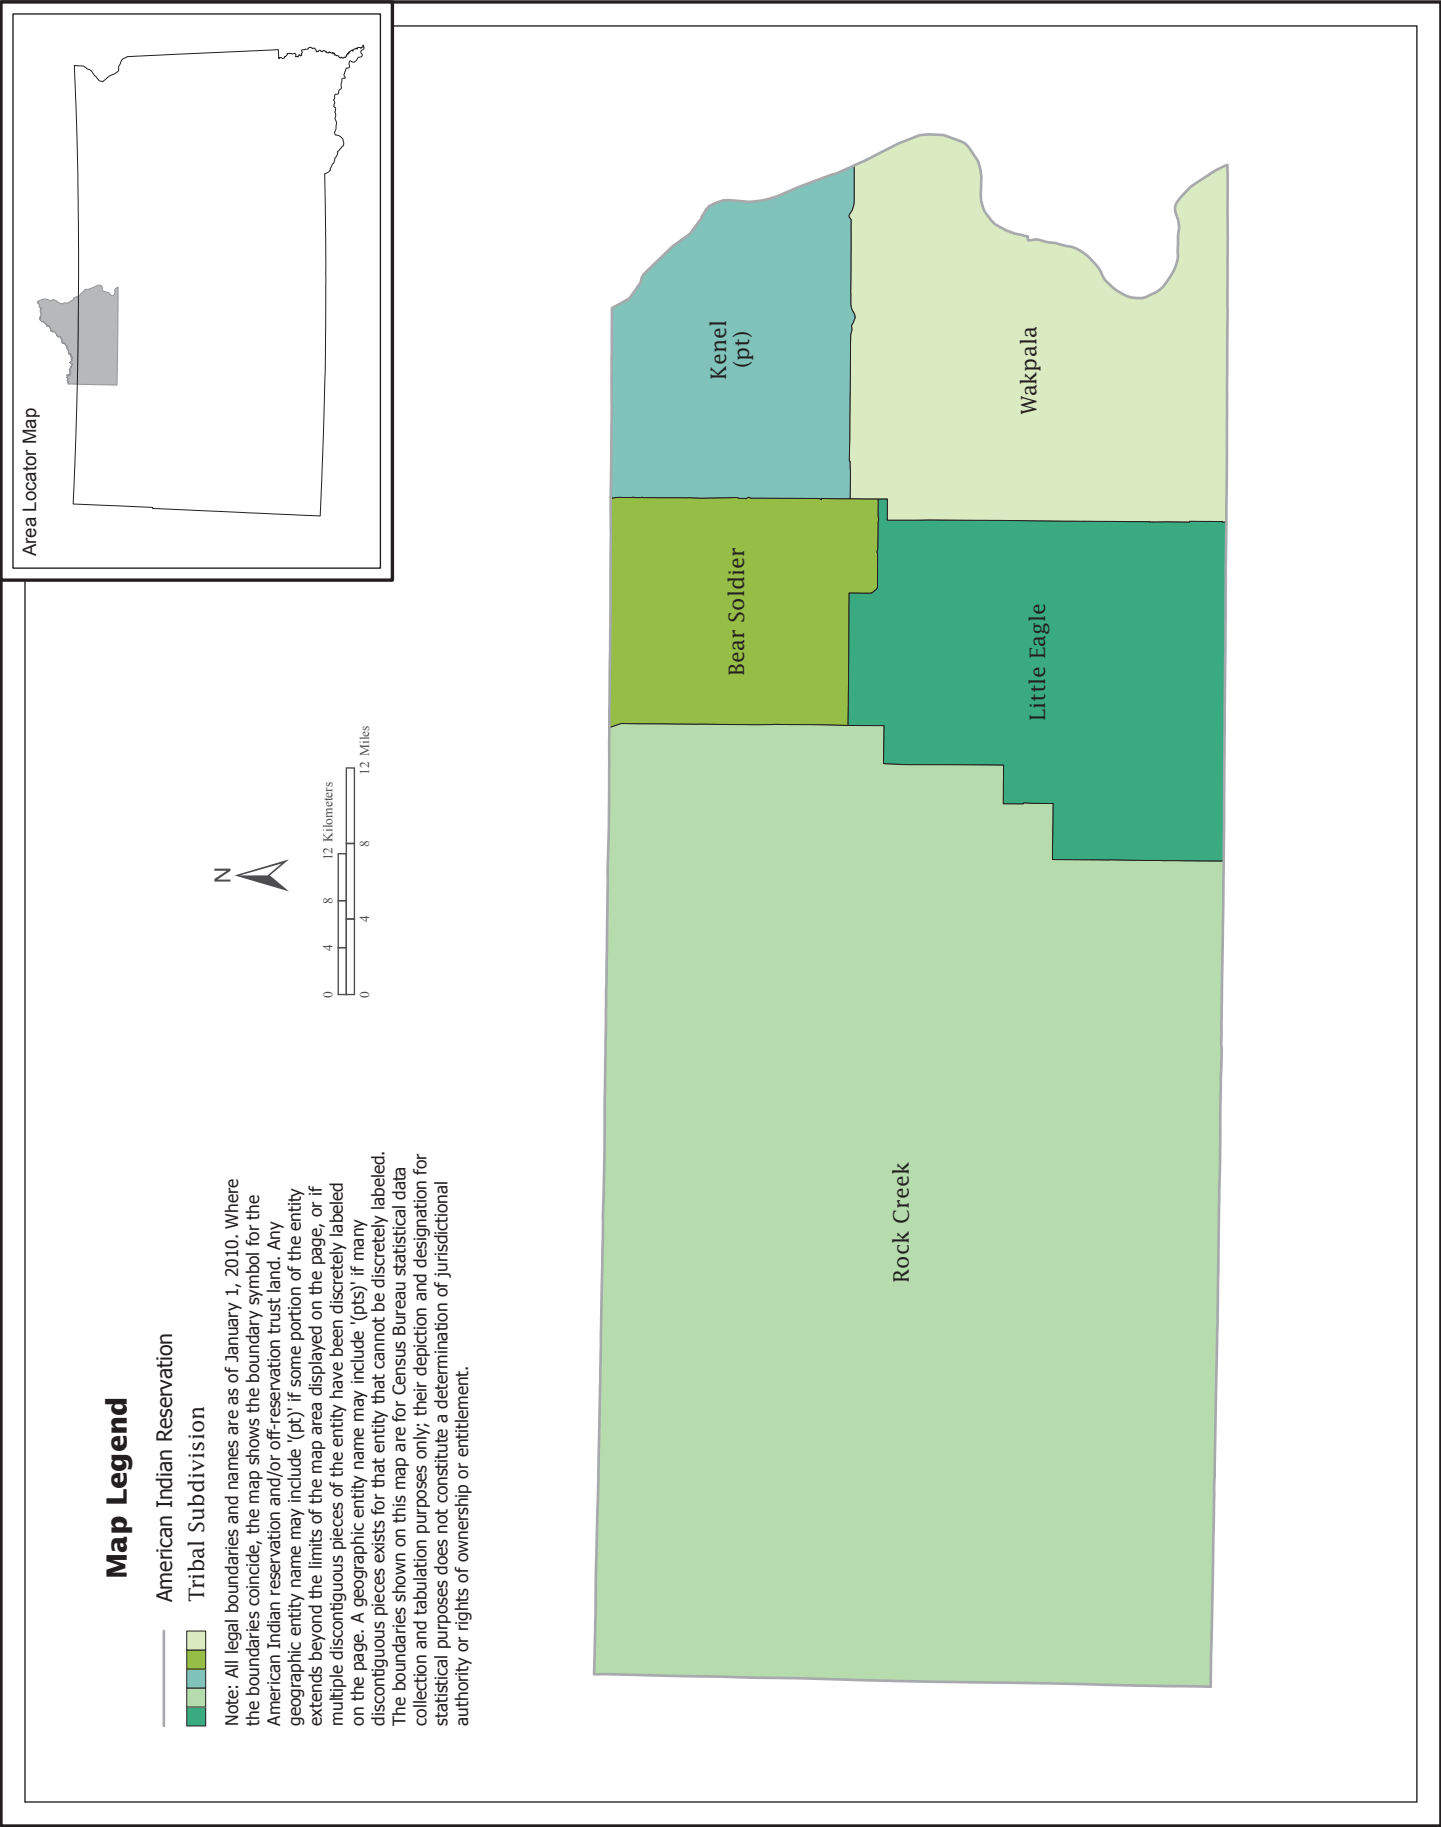 Area Locator Map
Map Legend
American Indian Reservation
Tribal Subdivision
Note: All legal boundaries and names are as of January 1, 2010. Where
the boundaries coincide, the map shows the boundary symbol for the
American Indian reservation and/or off-reservation trust land. Any
geographic entity name may include '(pt)' if some portion of the entity
extends beyond the limits of the map area displayed on the page, or if
multiple discontiguous pieces of the entity have been discretely labeled
on the page. A geographic entity name may include '(pts)' if many
discontiguous pieces exists for that entity that cannot be discretely labeled.
The boundaries shown on this map are for Census Bureau statistical data
collection and tabulation purposes only; their depiction and designation for
statistical purposes does not constitute a determination of jurisdictional
authority or rights of ownership or entitlement.
N
0 4 8 12 Kilometers
0 4 8 12 Miles
Kenel
(pt)
Bear Soldier
Rock Creek
Wakpala
Little Eagle